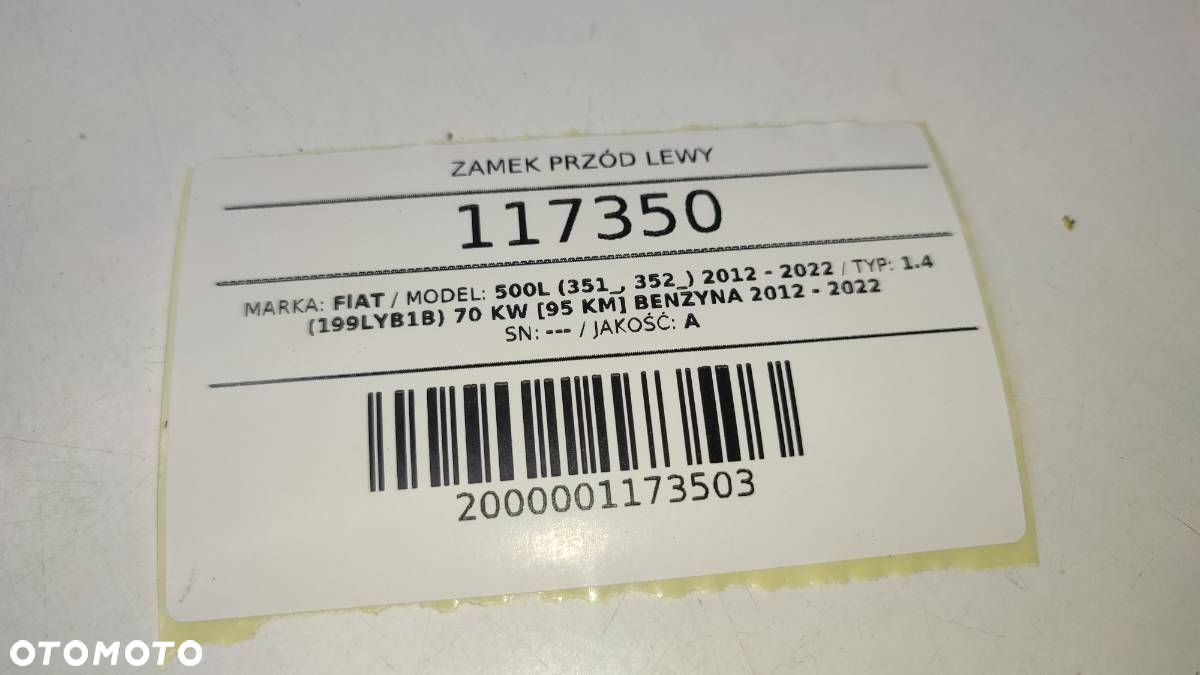 ZAMEK PRZÓD LEWY
117350
MARKA: FIAT / MODEL: 500L (351_, 352_) 2012 - 2022 / TYP: 1.4
(199LYB1B) 70 KW [95 KM] BENZYNA 2012 - 2022
SN: --- / JAKOŚĆ: A
2000001173503
OTOMOTO